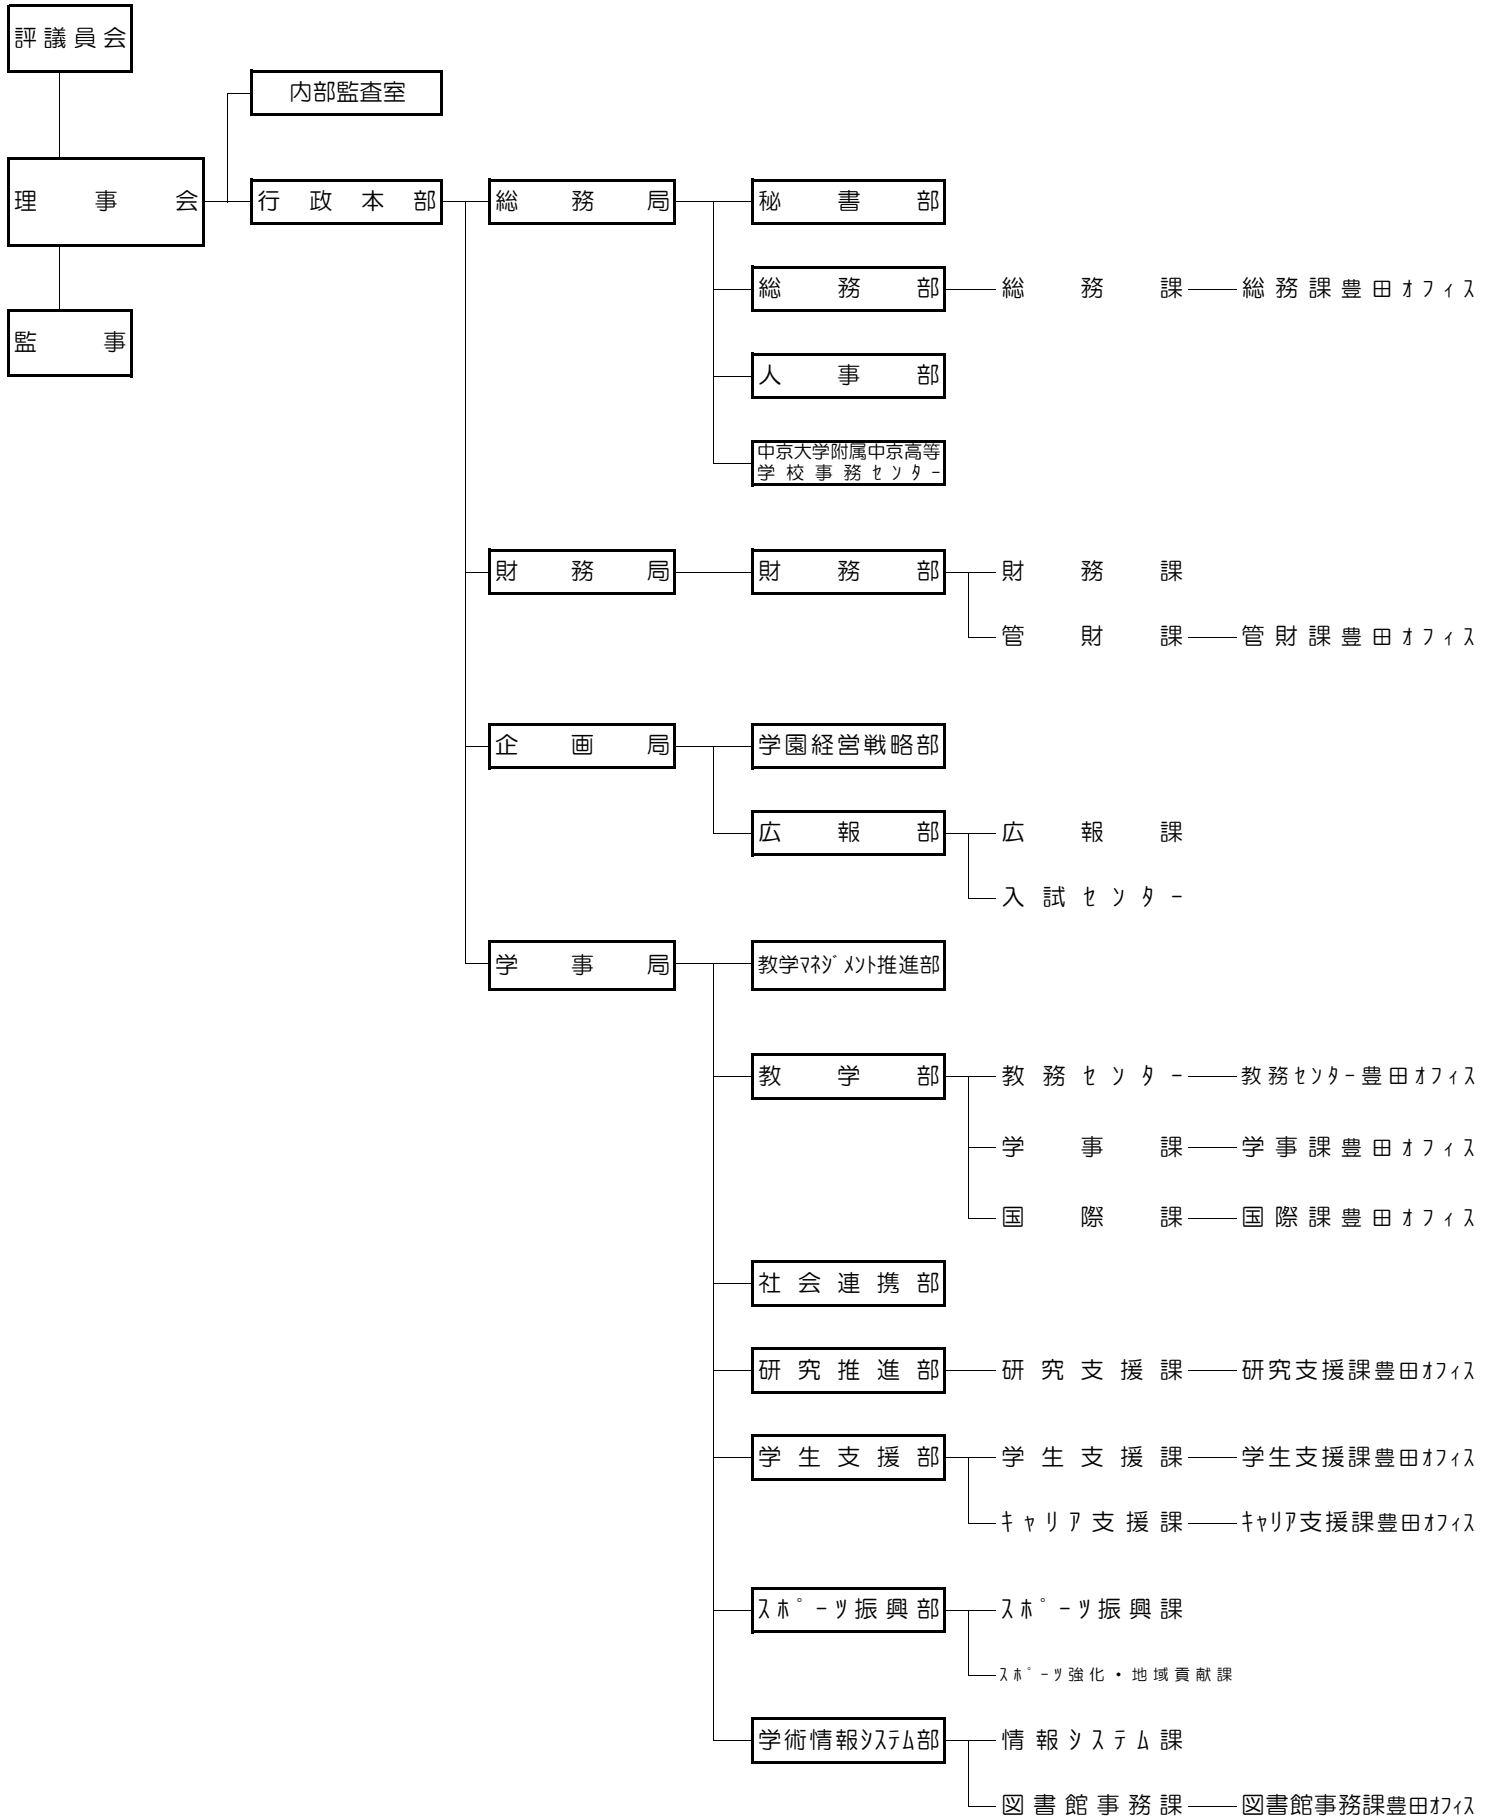 評議員会
内部監査室
理事会 行政本部 総務局 秘書部
総務部 総務課 総務課豊田ｵﾌｨｽ
監事
人事部
中京大学附属中京高等
学校事務ｾﾝﾀｰ
財務局 財務部 財務課
管財課 管財課豊田ｵﾌｨｽ
企画局 学園経営戦略部
広報部 広報課
入試ｾﾝﾀｰ
学事局 教学ﾏﾈｼﾞﾒﾝﾄ推進部
教学部 教務ｾﾝﾀｰ 教務ｾﾝﾀｰ豊田ｵﾌｨｽ
学事課 学事課豊田ｵﾌｨｽ
国際課 国際課豊田ｵﾌｨｽ
社会連携部
研究推進部 研究支援課 研究支援課豊田ｵﾌｨｽ
学生支援部 学生支援課 学生支援課豊田ｵﾌｨｽ
ｷｬﾘｱ支援課 ｷｬﾘｱ支援課豊田ｵﾌｨｽ
ｽﾎﾟｰﾂ振興部 ｽﾎﾟｰﾂ振興課
ｽﾎﾟｰﾂ強化・地域貢献課
学術情報ｼｽﾃﾑ部 情報ｼｽﾃﾑ課
図書館事務課 図書館事務課豊田ｵﾌｨｽ